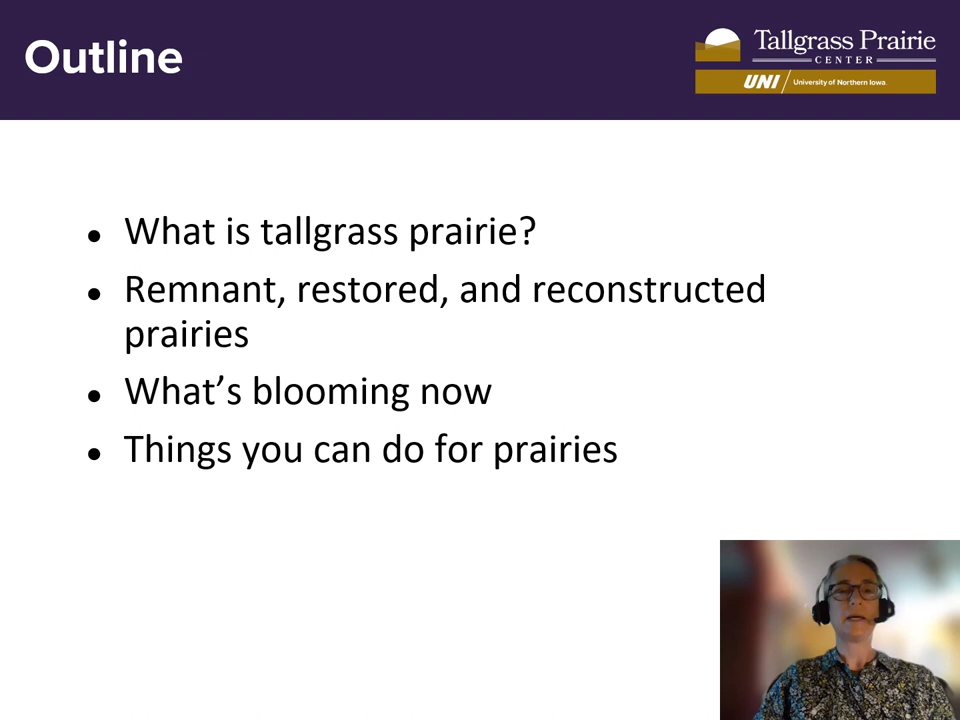 Outline
Tallgrass Prairie
CENTER
UNI University of Northern Iowa
● What is tallgrass prairie?
● Remnant, restored, and reconstructed
prairies
● What’s blooming now
● Things you can do for prairies